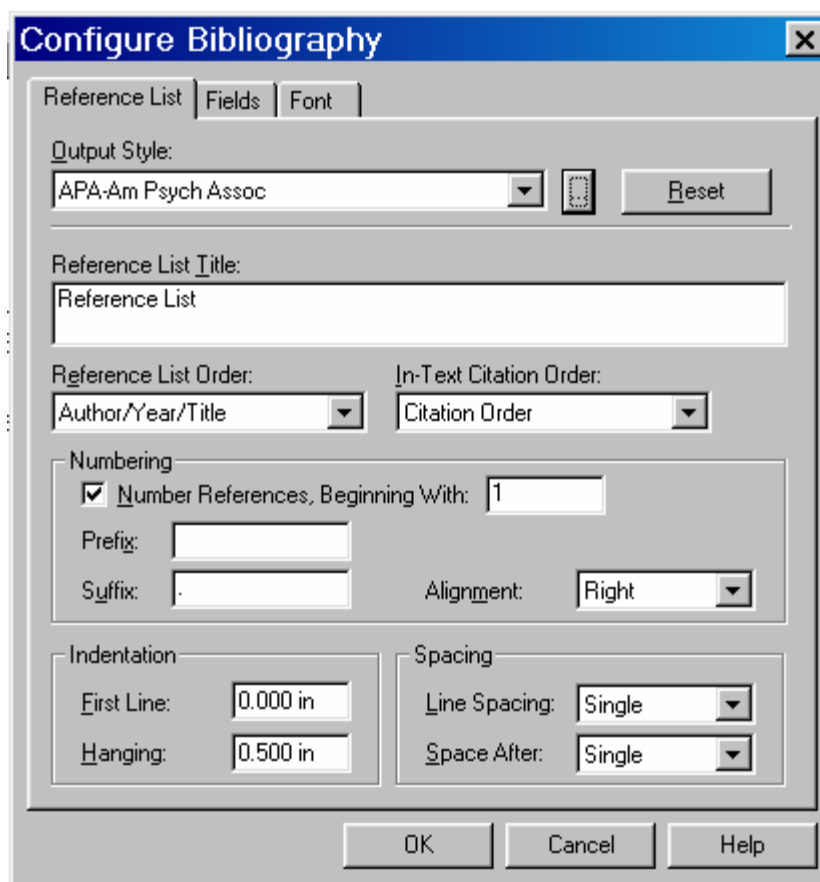 Configure Bibliography
Reference List Fields Font
Output Style:
APA-Am Psych Assoc ... Reset
Reference List Title:
Reference List
Reference List Order: In-Text Citation Order:
Author/Year/Title Citation Order
Numbering
Number References, Beginning With: 1
Prefix:
Suffix: . Alignment: Right
Indentation Spacing
First Line: 0.000 in Line Spacing: Single
Hanging: 0.500 in Space After: Single
OK Cancel Help